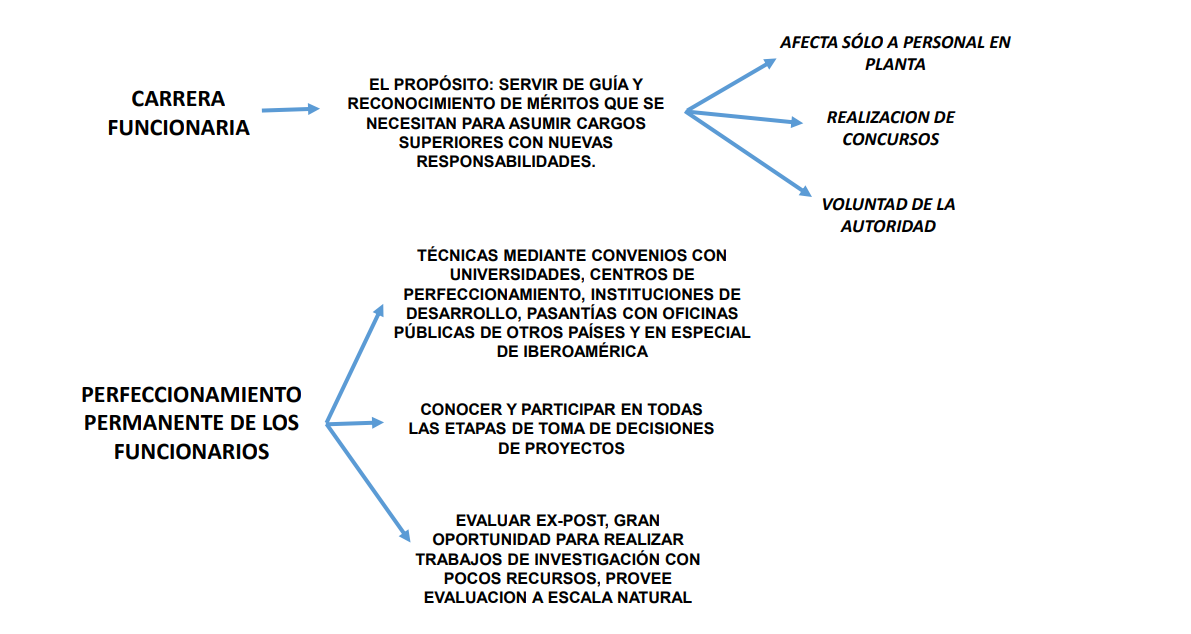 CARRERA
FUNCIONARIA
EL PROPÓSITO: SERVIR DE GUÍA Y
RECONOCIMIENTO DE MÉRITOS QUE SE
NECESITAN PARA ASUMIR CARGOS
SUPERIORES CON NUEVAS
RESPONSABILIDADES.
AFECTA SÓLO A PERSONAL EN
PLANTA
REALIZACION DE
CONCURSOS
VOLUNTAD DE LA
AUTORIDAD
PERFECCIONAMIENTO
PERMANENTE DE LOS
FUNCIONARIOS
TÉCNICAS MEDIANTE CONVENIOS CON
UNIVERSIDADES, CENTROS DE
PERFECCIONAMIENTO, INSTITUCIONES DE
DESARROLLO, PASANTÍAS CON OFICINAS
PÚBLICAS DE OTROS PAÍSES Y EN ESPECIAL
DE IBEROAMÉRICA
CONOCER Y PARTICIPAR EN TODAS
LAS ETAPAS DE TOMA DE DECISIONES
DE PROYECTOS
EVALUAR EX-POST, GRAN
OPORTUNIDAD PARA REALIZAR
TRABAJOS DE INVESTIGACIÓN CON
POCOS RECURSOS, PROVEE
EVALUACION A ESCALA NATURAL